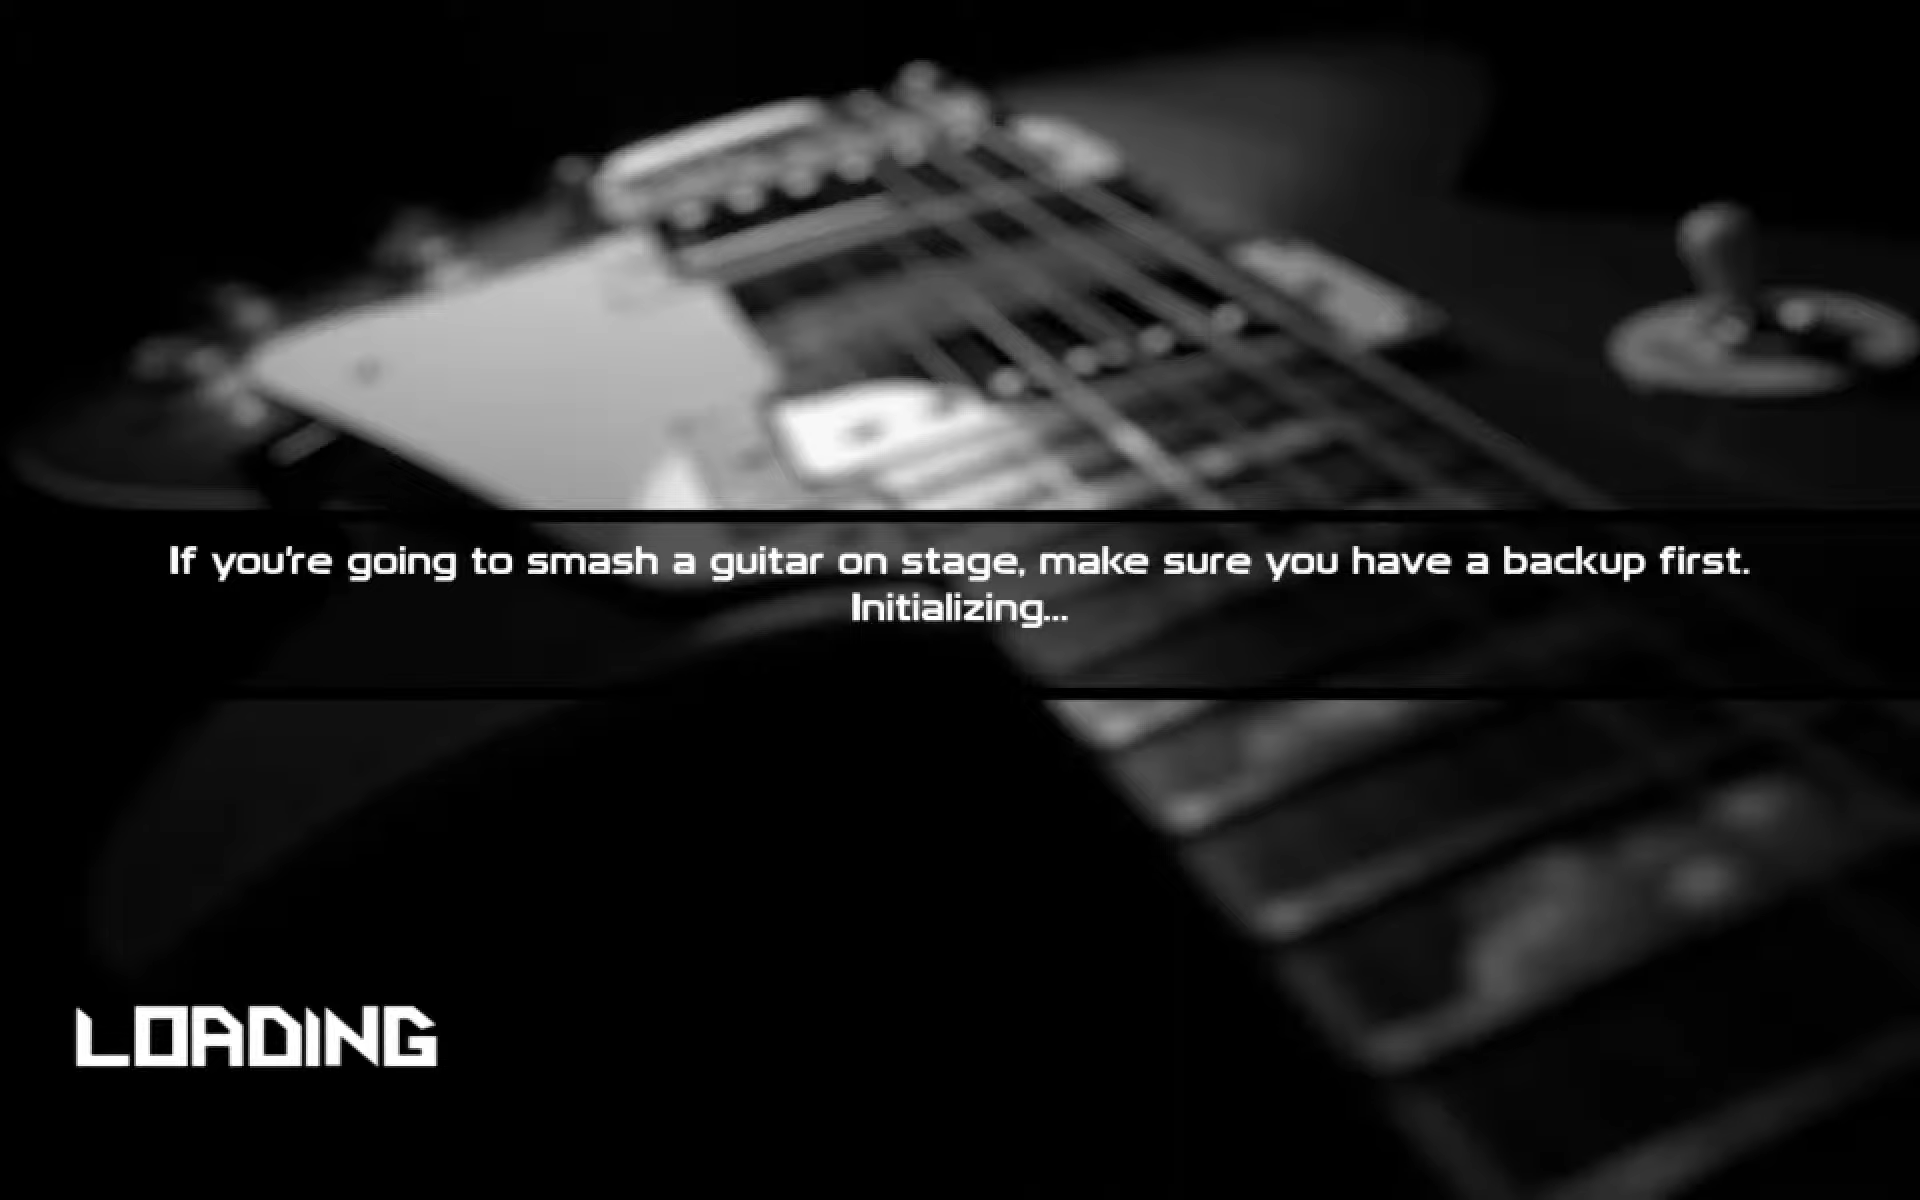 If you're going to smash a guitar on stage, make sure you have a backup first.
Initializing...
LOADING